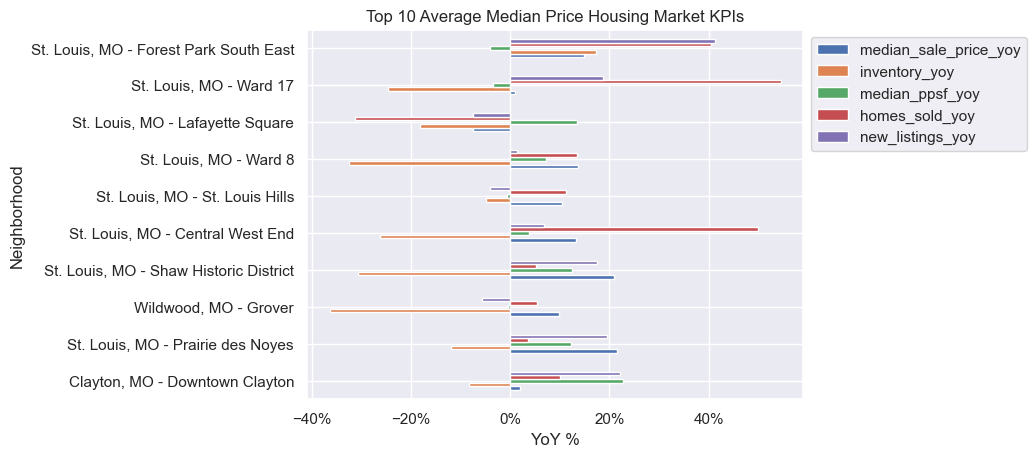 Top 10 Average Median Price Housing Market KPIs
St. Louis, MO - Forest Park South East
St. Louis, MO - Ward 17
St. Louis, MO - Lafayette Square
St. Louis, MO - Ward 8
St. Louis, MO - St. Louis Hills
St. Louis, MO - Central West End
St. Louis, MO - Shaw Historic District
Wildwood, MO - Grover
St. Louis, MO - Prairie des Noyes
Clayton, MO - Downtown Clayton
Neighborhood
−40%
−20%
0%
20%
40%
YoY %
median_sale_price_yoy
inventory_yoy
median_ppsf_yoy
homes_sold_yoy
new_listings_yoy